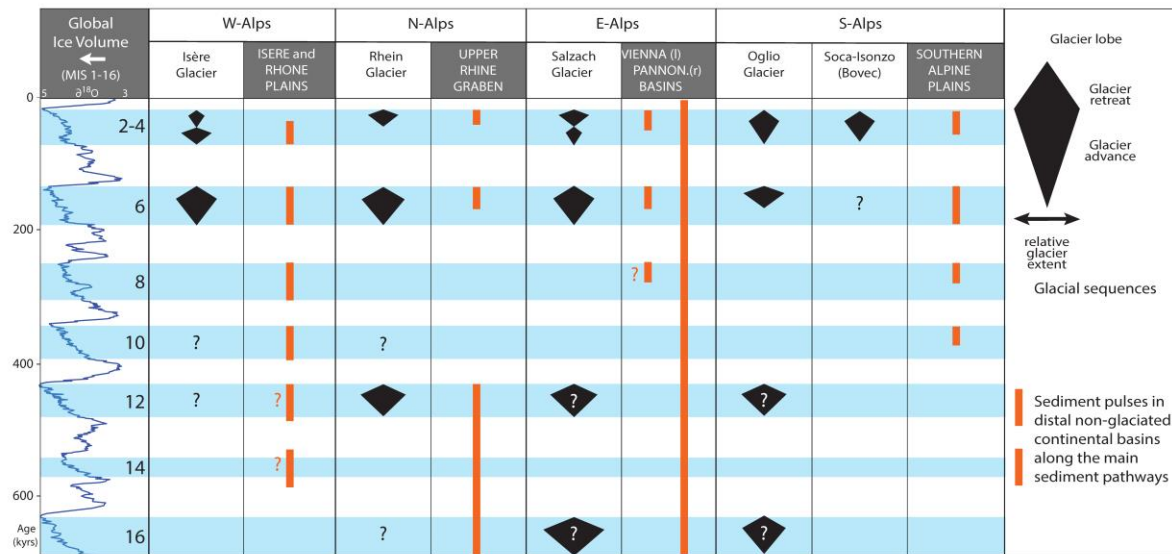 Global
Ice Volume
(MIS 1-16)
5 ∂18O 3
W-Alps
N-Alps
E-Alps
S-Alps
Isère
Glacier
ISERE and
RHONE
PLAINS
Rhein
Glacier
UPPER
RHINE
GRABEN
Salzach
Glacier
VIENNA (l)
PANNON.(r)
BASINS
Oglio
Glacier
Soca-Isonzo
(Bovec)
SOUTHERN
ALPINE
PLAINS
Glacier lobe
Glacier
retreat
Glacier
advance
relative
glacier
extent
Glacial sequences
0
2-4
6
?
200
8
?
10
?
?
400
12
?
?
?
?
14
?
600
Age
(kyrs)
16
?
?
?
Sediment pulses in
distal non-glaciated
continental basins
along the main
sediment pathways